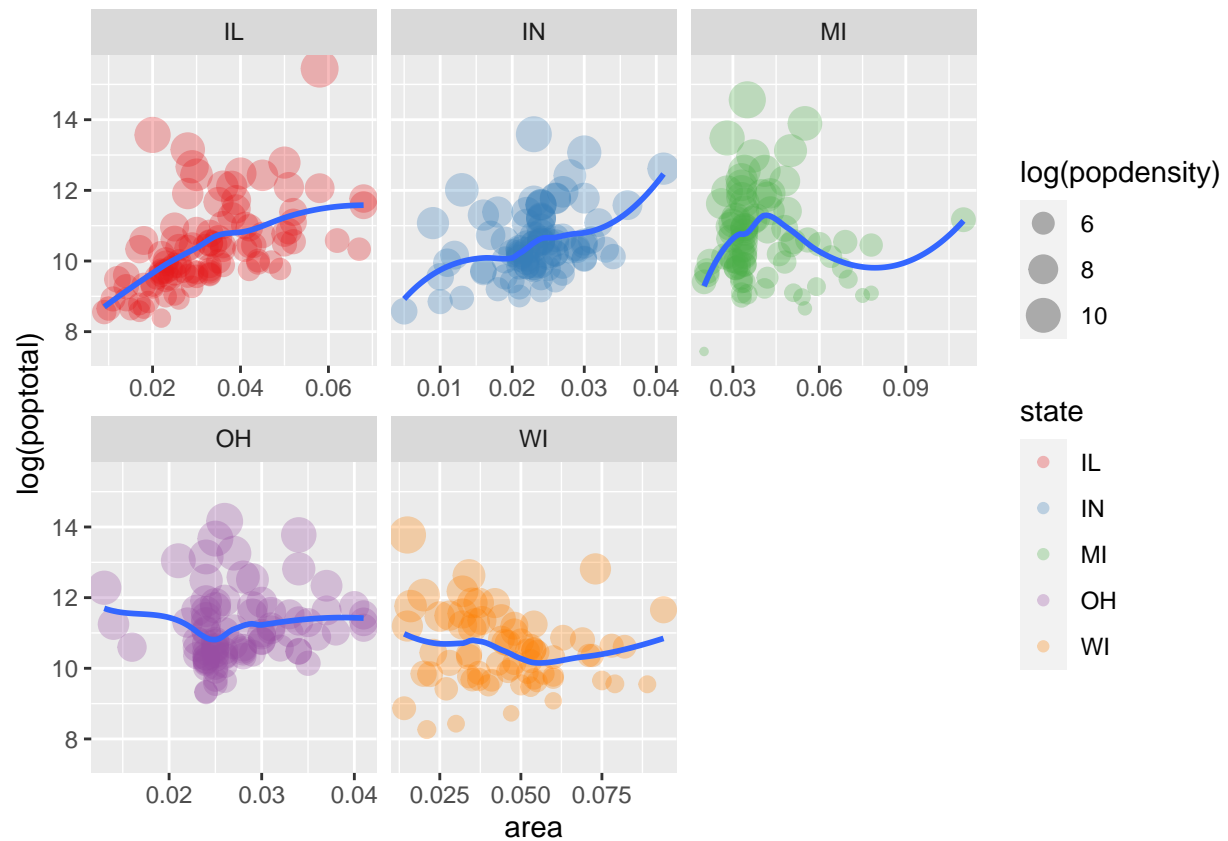 IL IN MI
14
12
10
8
0.02 0.04 0.06 0.01 0.02 0.03 0.04 0.03 0.06 0.09
OH WI
14
12
10
8
0.02 0.03 0.04 0.025 0.050 0.075
area
log(poptotal)
log(popdensity)
6
8
10
state
IL
IN
MI
OH
WI